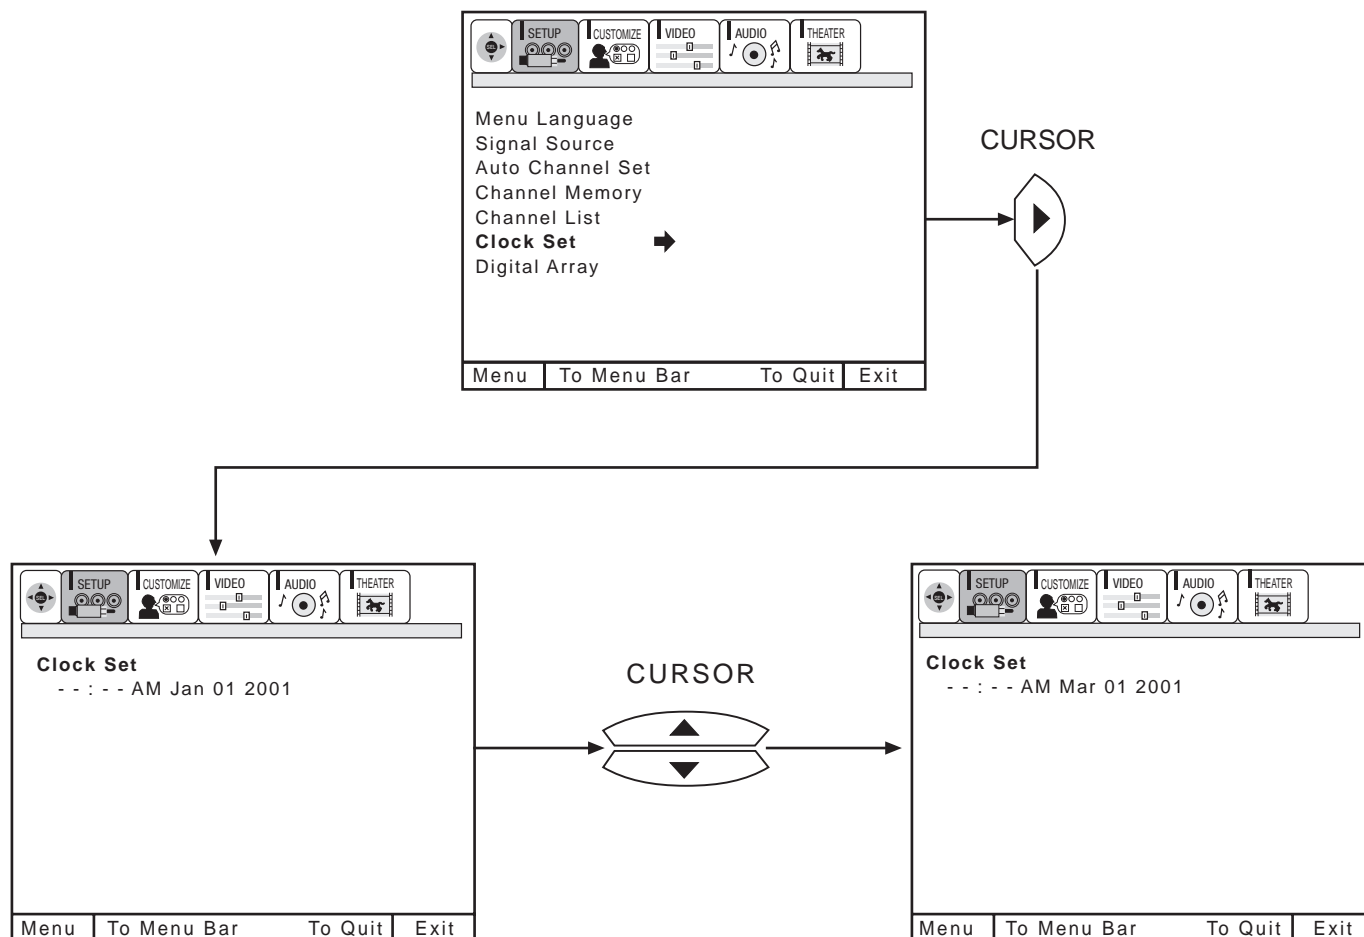 SEL SETUP CUSTOMIZE VIDEO AUDIO THEATER
Menu Language
Signal Source
Auto Channel Set
Channel Memory
Channel List
Clock Set
Digital Array
Menu To Menu Bar To Quit Exit
CURSOR
SEL SETUP CUSTOMIZE VIDEO AUDIO THEATER
Clock Set
- - : - - AM Jan 01 2001
Menu To Menu Bar To Quit Exit
CURSOR
SEL SETUP CUSTOMIZE VIDEO AUDIO THEATER
Clock Set
- - : - - AM Mar 01 2001
Menu To Menu Bar To Quit Exit